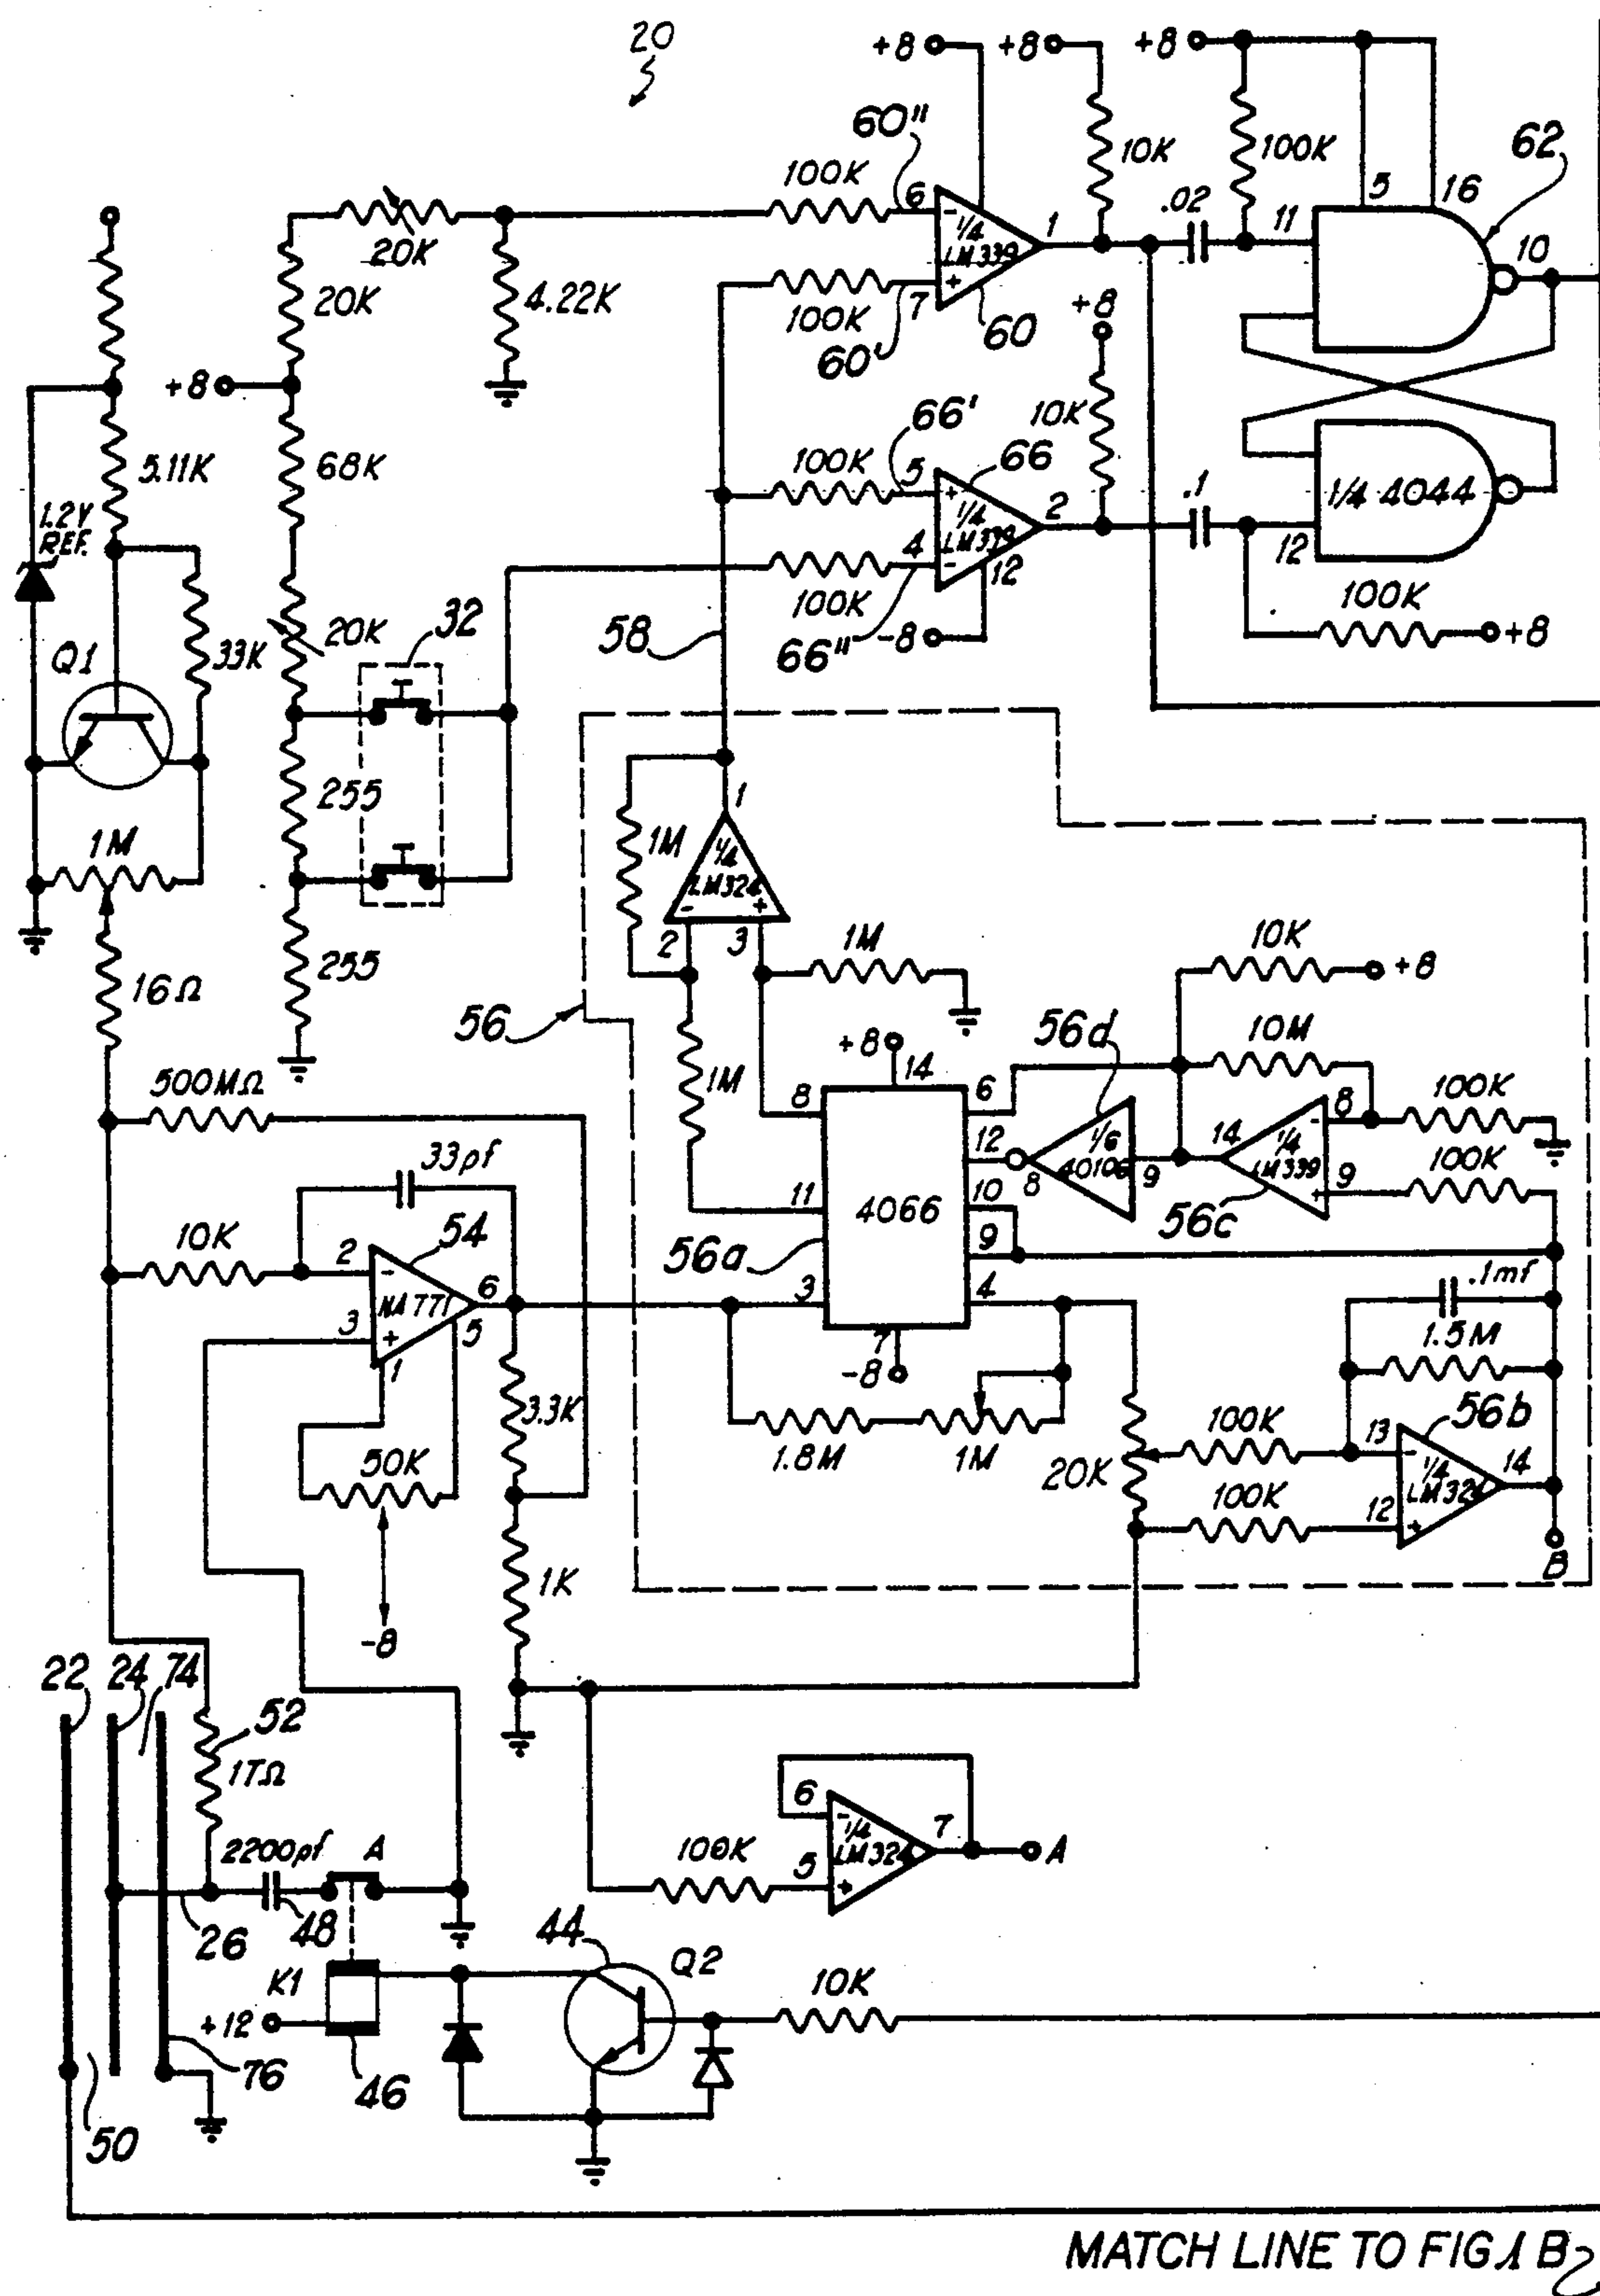 20
+8 +8 +8
60"
10K 100K 62
100K 6 5 16
- 1/4 LM339 1 .02 11 10
20K
20K 4.22K 100K + 7 60 +8
60'
+8
5.11K 68K 66' 66 10K
100K 5 + 1/4 LM339 2 .1 1/4 4044
1.2V REF. 4 - 12 12
100K 100K
Q1 33K 20K 32 58 66" -8 +8
255 1
1M 1M 1/4 LM324
- +
2 3 1M 10K
255 +8
16Ω
56 56d 10M
+8 14
500MΩ 1M 8 6 8 100K
12 1/6 40106 14 1/4 LM339 -
33pf 8 9 + 9 100K
11 4066 10 56c
10K 54 56a 9
2 - 6 3 4 .1mf
3 + 5 7 1.5M
1 -8
3.3K 56b
50K 1.8M 1M 20K 100K 13 - 1/4 LM324 14
100K 12 +
1K B
-8
22 24 74
52
6 - 1/4 LM324 7 A
2200pf A 100K 5 +
26 48 44 Q2
K1 10K
+12
76 46
50
MATCH LINE TO FIG. 1 B